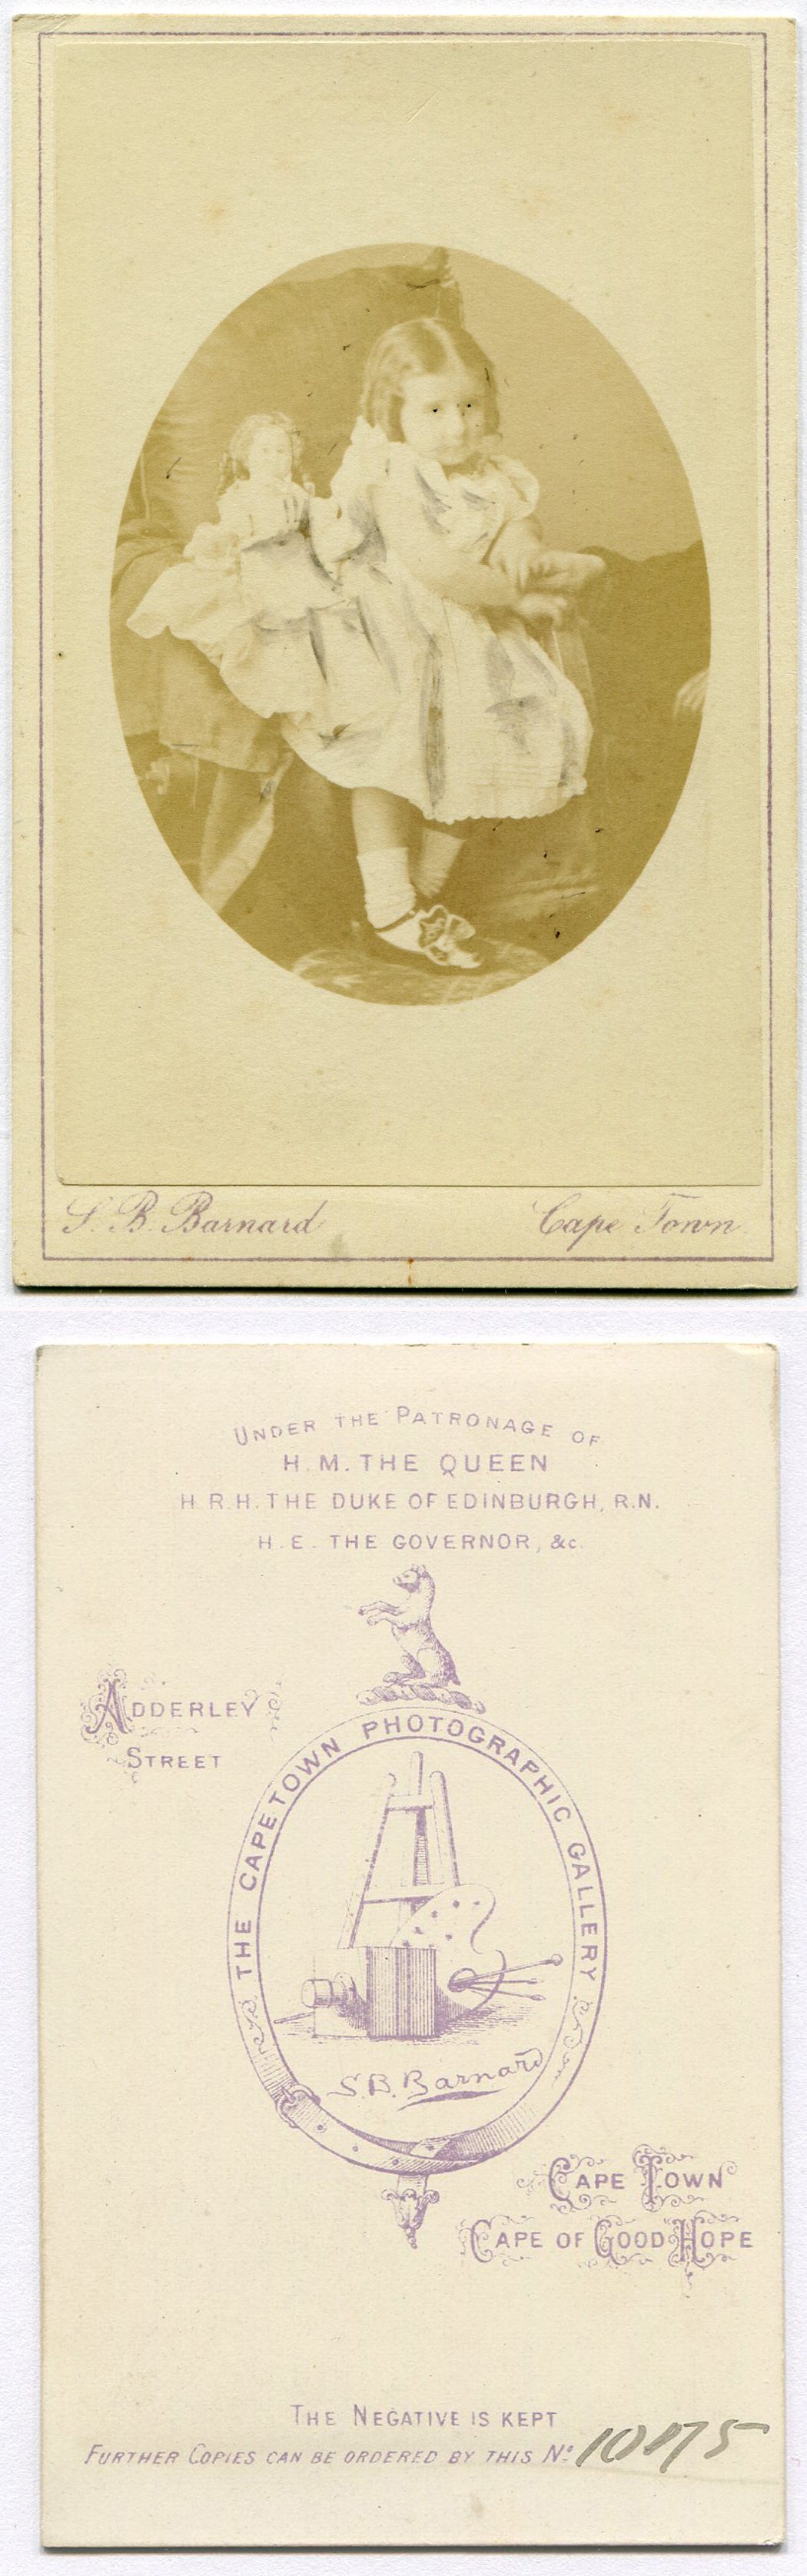 S. B. Barnard Cape Town
UNDER THE PATRONAGE OF
H. M. THE QUEEN
H. R. H. THE DUKE OF EDINBURGH, R.N.
H. E. THE GOVERNOR, &c.
ADDERLEY
STREET
THE CAPETOWN PHOTOGRAPHIC GALLERY
S. B. Barnard
CAPE TOWN
CAPE OF GOOD HOPE
THE NEGATIVE IS KEPT
FURTHER COPIES CAN BE ORDERED BY THIS No. 10175